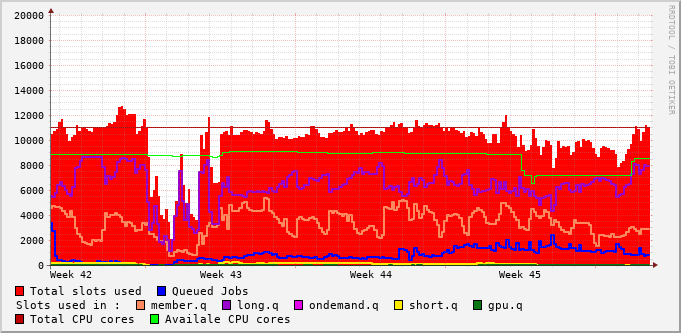 20000
18000
16000
14000
12000
10000
8000
6000
4000
2000
0
RRDTOOL / TOBI OETIKER
Week 42 Week 43 Week 44 Week 45
Total slots used Queued Jobs
Slots used in : member.q long.q ondemand.q short.q gpu.q
Total CPU cores Availale CPU cores